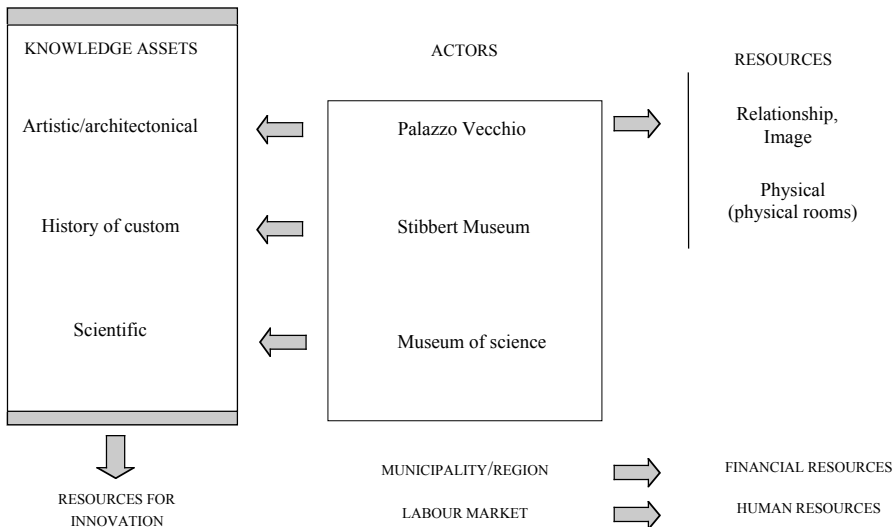 KNOWLEDGE ASSETS
Artistic/architectonical
History of custom
Scientific
RESOURCES FOR
INNOVATION
ACTORS
Palazzo Vecchio
Stibbert Museum
Museum of science
RESOURCES
Relationship,
Image
Physical
(physical rooms)
MUNICIPALITY/REGION
FINANCIAL RESOURCES
LABOUR MARKET
HUMAN RESOURCES